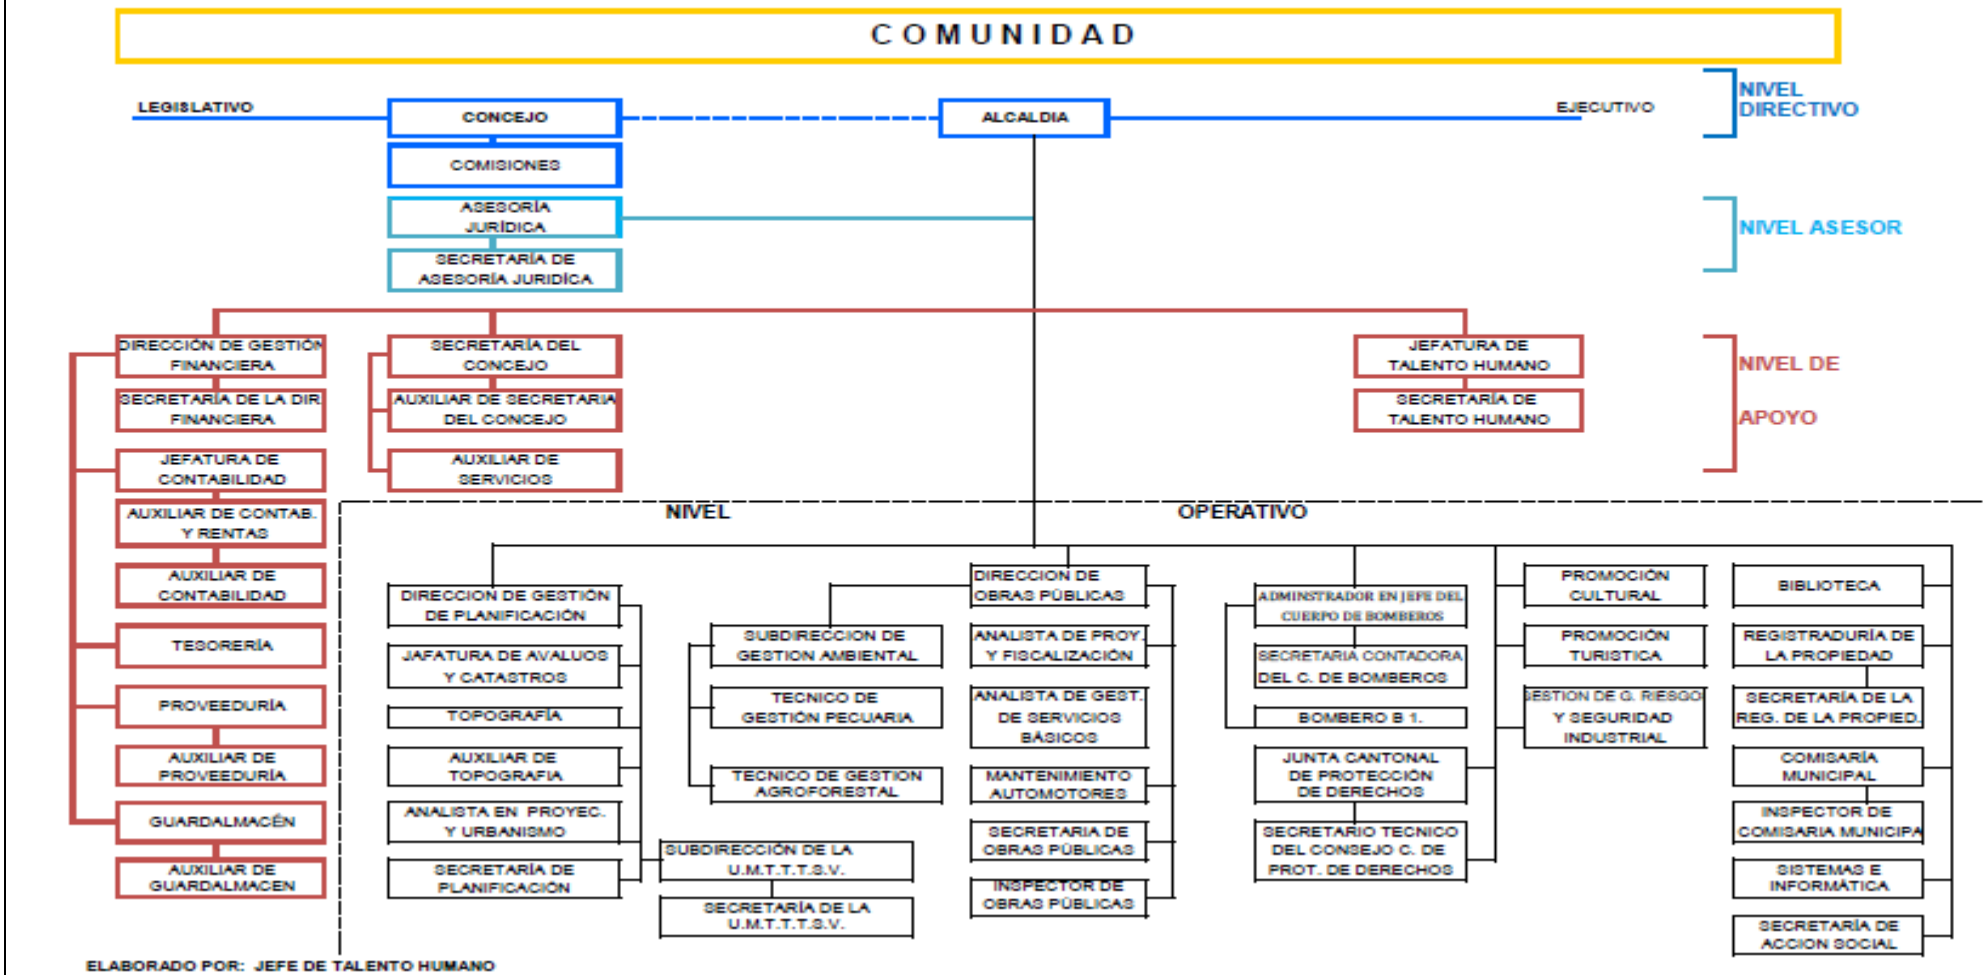 COMUNIDAD
LEGISLATIVO
CONCEJO
ALCALDIA
EJECUTIVO
NIVEL
DIRECTIVO
COMISIONES
ASESORÍA
JURÍDICA
SECRETARÍA DE
ASESORÍA JURIDÍCA
NIVEL ASESOR
DIRECCIÓN DE GESTIÓN
FINANCIERA
SECRETARÍA DE LA DIR.
FINANCIERA
JEFATURA DE
CONTABILIDAD
AUXILIAR DE CONTAB.
Y RENTAS
AUXILIAR DE
CONTABILIDAD
TESORERÍA
PROVEEDURÍA
AUXILIAR DE
PROVEEDURÍA
GUARDALMACÉN
AUXILIAR DE
GUARDALMACEN
SECRETARÍA DEL
CONCEJO
AUXILIAR DE SECRETARIA
DEL CONCEJO
AUXILIAR DE
SERVICIOS
JEFATURA DE
TALENTO HUMANO
SECRETARÍA DE
TALENTO HUMANO
NIVEL DE
APOYO
NIVEL OPERATIVO
DIRECCION DE GESTIÓN
DE PLANIFICACIÓN
JAFATURA DE AVALUOS
Y CATASTROS
TOPOGRAFÍA
AUXILIAR DE
TOPOGRAFIA
ANALISTA EN PROYEC.
Y URBANISMO
SECRETARÍA DE
PLANIFICACIÓN
SUBDIRECCION DE
GESTION AMBIENTAL
TECNICO DE
GESTIÓN PECUARIA
TECNICO DE GESTION
AGROFORESTAL
SUBDIRECCIÓN DE LA
U.M.T.T.T.S.V.
SECRETARÍA DE LA
U.M.T.T.T.S.V.
DIRECCION DE
OBRAS PÚBLICAS
ANALISTA DE PROY.
Y FISCALIZACIÓN
ANALISTA DE GEST.
DE SERVICIOS
BÁSICOS
MANTENIMIENTO
AUTOMOTORES
SECRETARIA DE
OBRAS PÚBLICAS
INSPECTOR DE
OBRAS PÚBLICAS
ADMINSTRADOR EN JEFE DEL
CUERPO DE BOMBEROS
SECRETARIA CONTADORA
DEL C. DE BOMBEROS
BOMBERO B 1.
JUNTA CANTONAL
DE PROTECCIÓN
DE DERECHOS
SECRETARIO TECNICO
DEL CONSEJO C. DE
PROT. DE DERECHOS
PROMOCIÓN
CULTURAL
PROMOCIÓN
TURISTICA
GESTION DE G. RIESGO
Y SEGURIDAD
INDUSTRIAL
BIBLIOTECA
REGISTRADURÍA DE
LA PROPIEDAD
SECRETARÍA DE LA
REG. DE LA PROPIED.
COMISARÍA
MUNICIPAL
INSPECTOR DE
COMISARIA MUNICIPA
SISTEMAS E
INFORMÁTICA
SECRETARÍA DE
ACCION SOCIAL
ELABORADO POR: JEFE DE TALENTO HUMANO